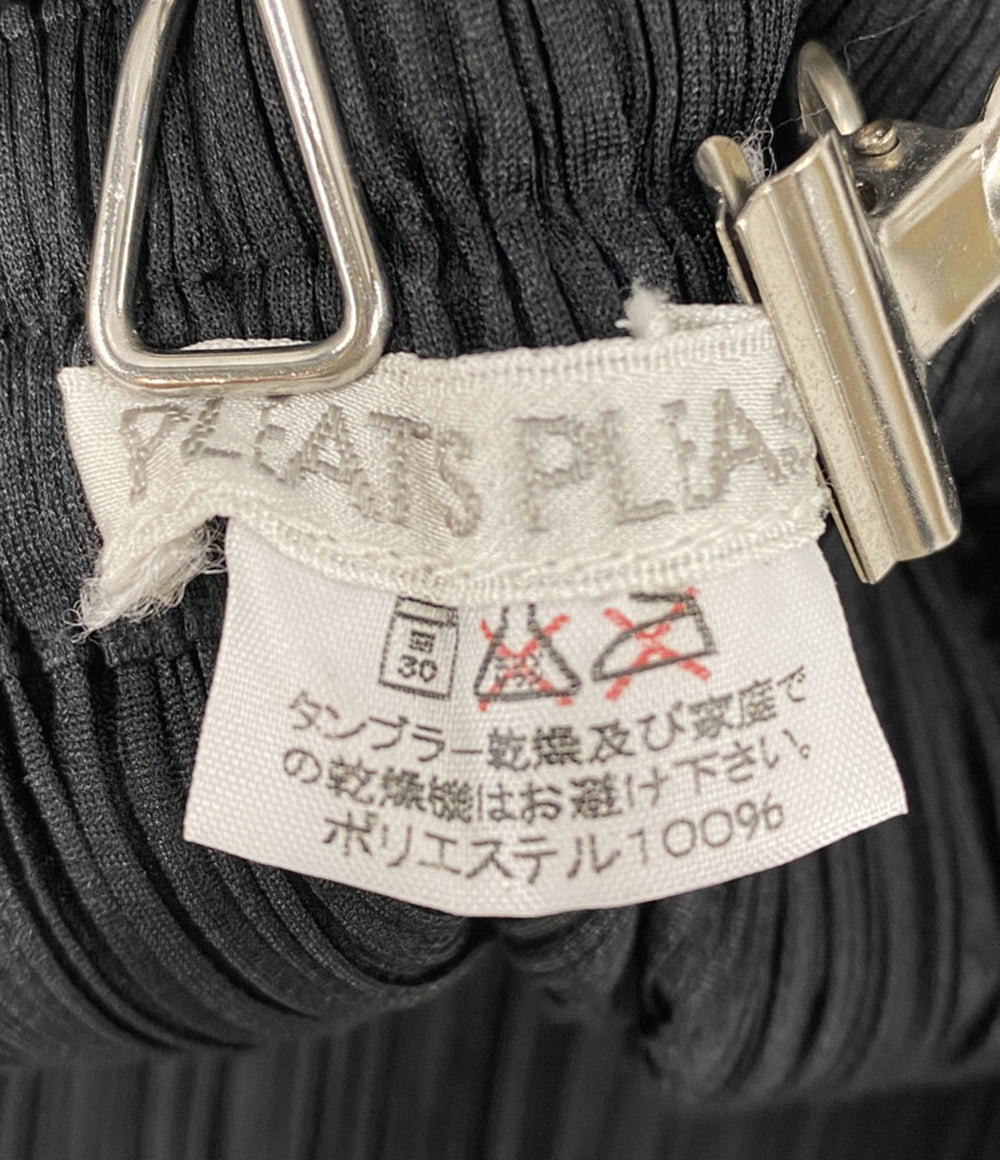 PLEATS PLEAS
30
タンブラー乾燥及び家庭で
の乾燥機はお避け下さい。
ポリエステル100%